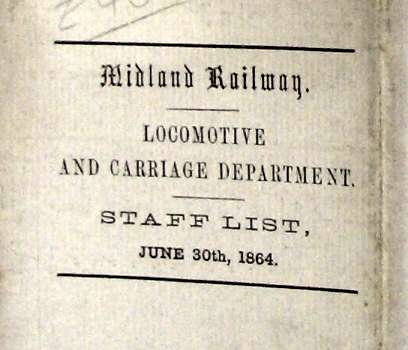 Midland Railway.
LOCOMOTIVE
AND CARRIAGE DEPARTMENT.
STAFF LIST,
JUNE 30th, 1864.